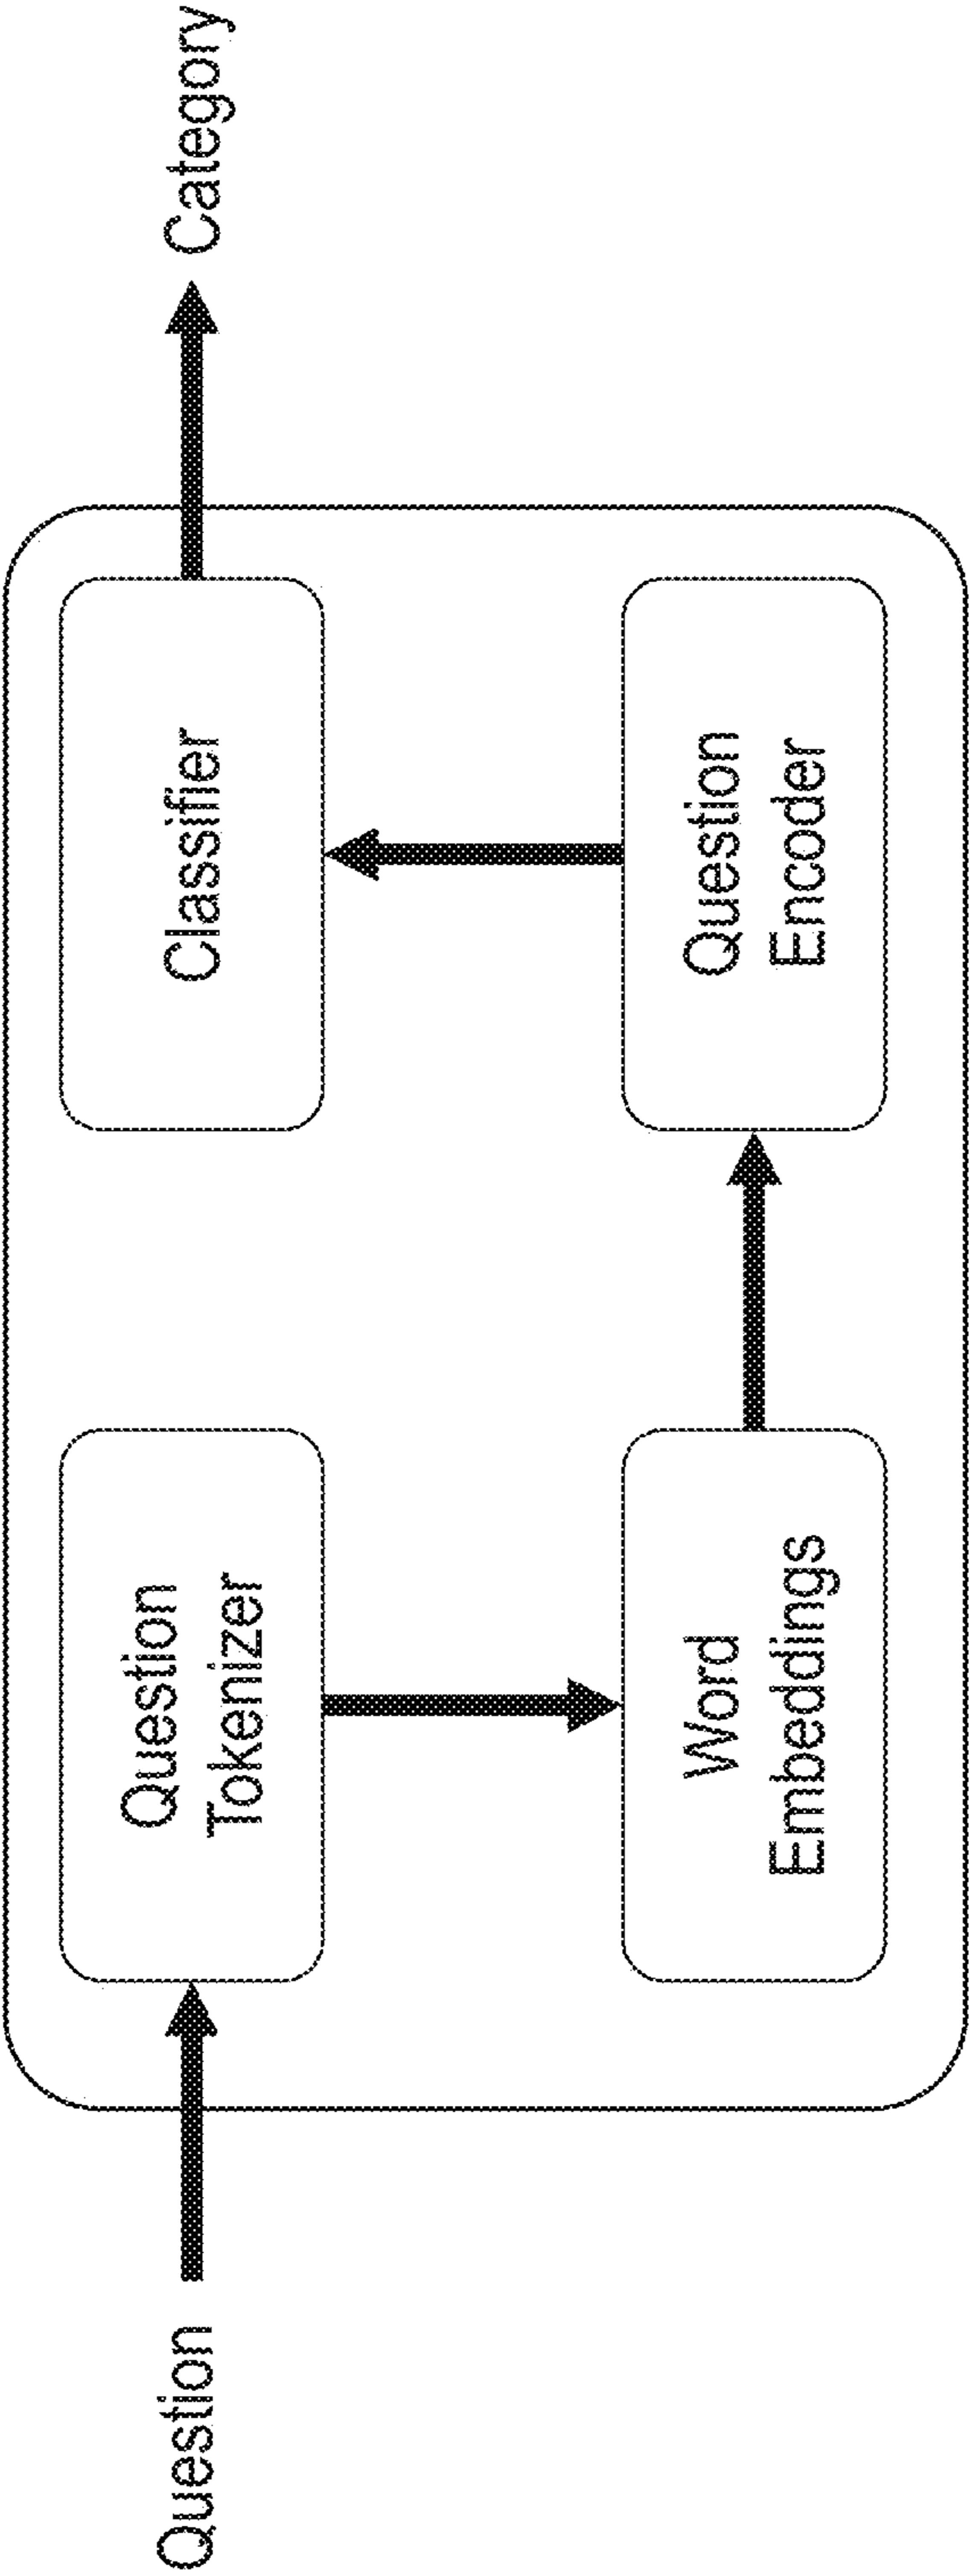 Question
Question
Tokenizer
Word
Embeddings
Question
Encoder
Classifier
Category